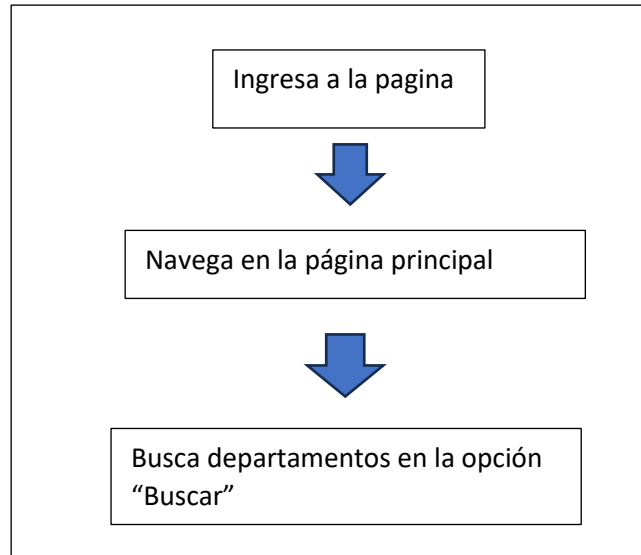 Ingresa a la pagina
Navega en la página principal
Busca departamentos en la opción
“Buscar”